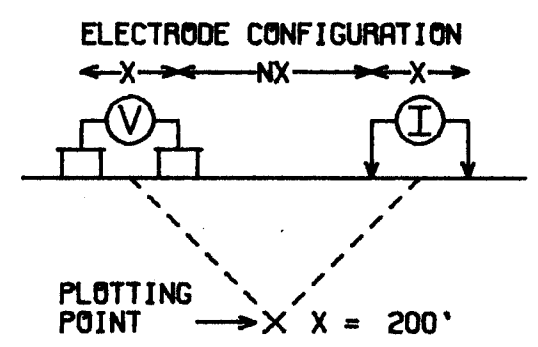 ELECTRODE CONFIGURATION
X NX X
V I
PLOTTING
POINT X X = 200'